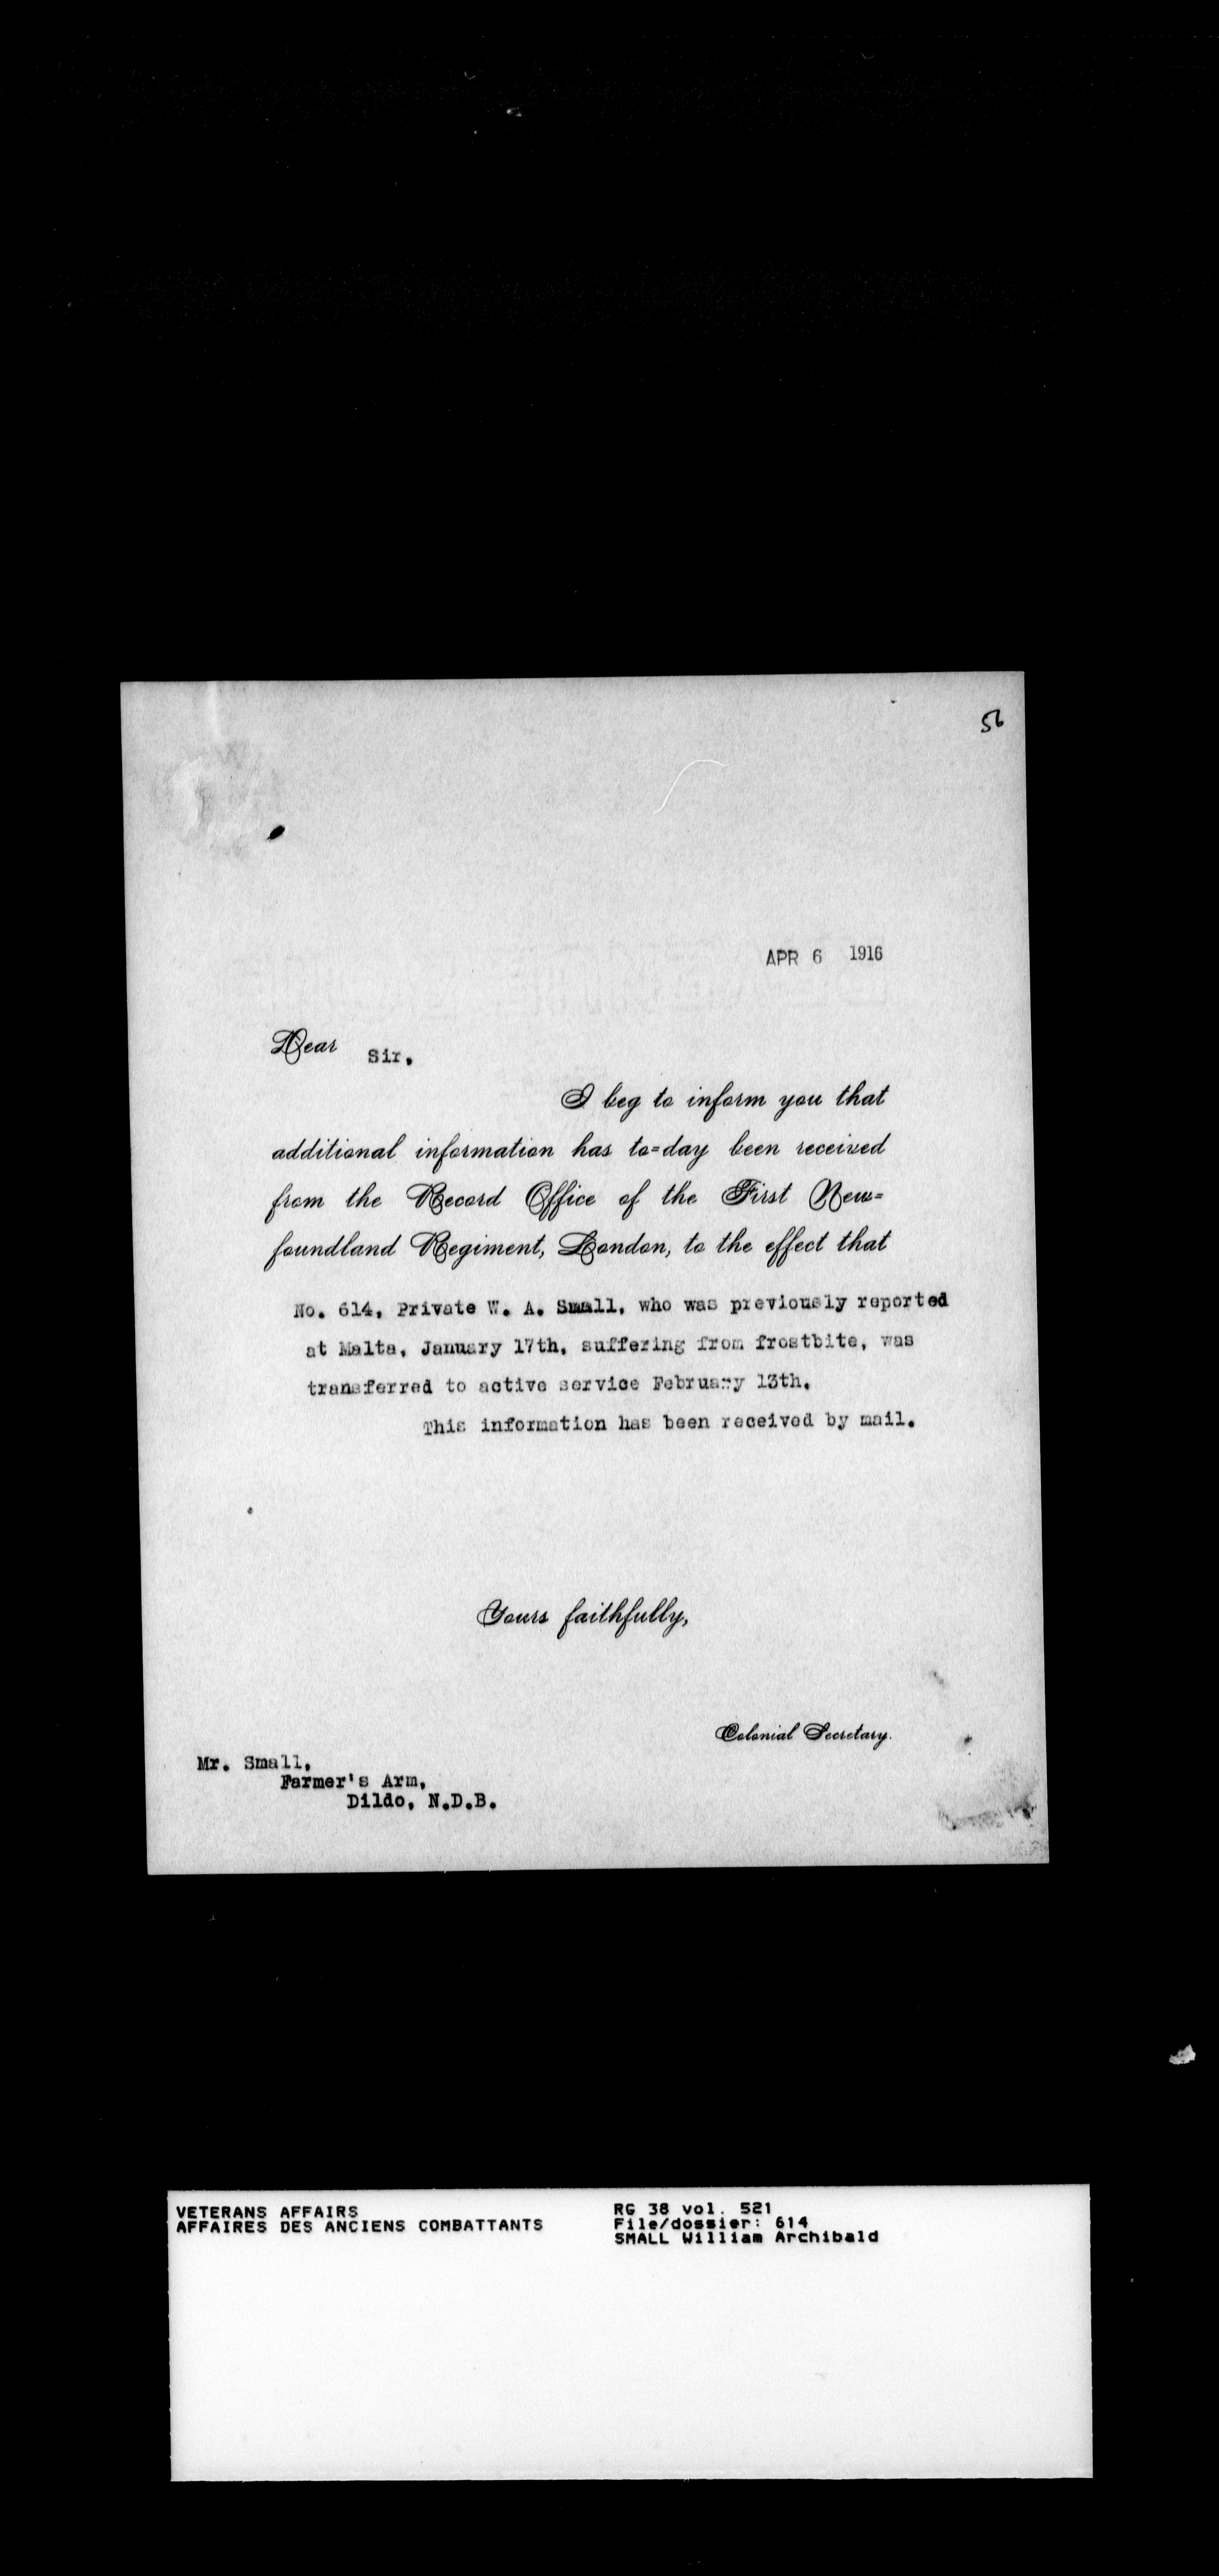 56
APR 6 1916
Dear Sir,
I beg to inform you that
additional information has to=day been received
from the Record Office of the First New=
foundland Regiment, London, to the effect that
No. 614, Private W. A. Small, who was previously reported
at Malta, January 17th, suffering from frostbite, was
transferred to active service February 13th.
This information has been received by mail.
Yours faithfully,
Colonial Secretary.
Mr. Small,
Farmer's Arm,
Dildo, N.D.B.
VETERANS AFFAIRS
AFFAIRES DES ANCIENS COMBATTANTS
RG 38 vol. 521
File/dossier: 614
SMALL William Archibald